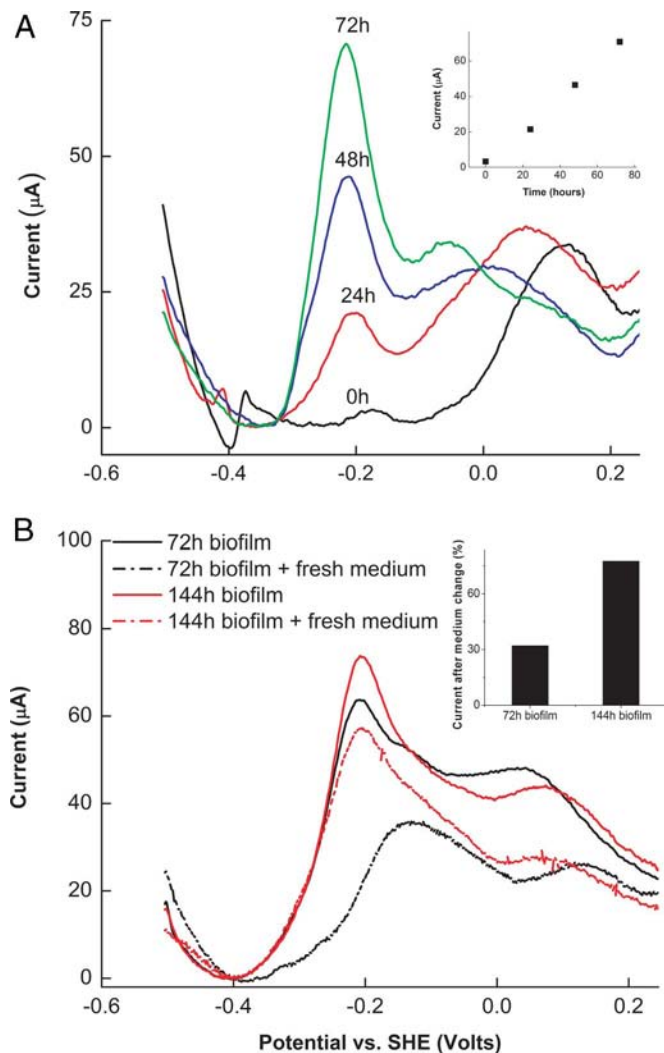 A
75
50
25
0
Current (μA)
-0.6
-0.4
-0.2
0.0
0.2
72h
48h
24h
0h
60
40
20
0
Current (μA)
0
20
40
60
80
Time (hours)
B
100
80
60
40
20
0
Current (μA)
72h biofilm
72h biofilm + fresh medium
144h biofilm
144h biofilm + fresh medium
60
30
0
Current after medium change (%)
72h biofilm
144h biofilm
-0.6
-0.4
-0.2
0.0
0.2
Potential vs. SHE (Volts)